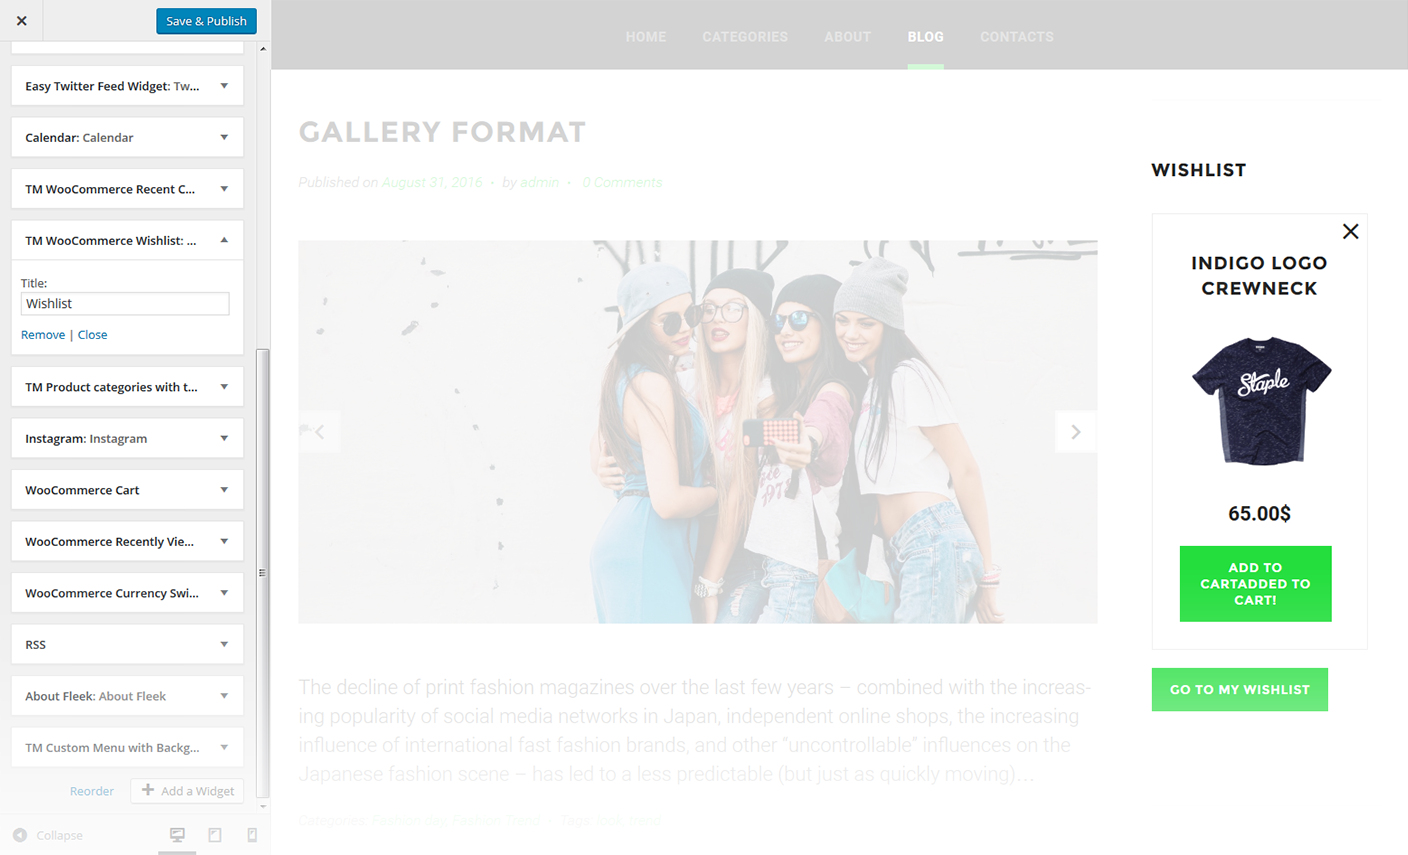 Save & Publish
Easy Twitter Feed Widget: Tw...
Calendar: Calendar
TM WooCommerce Recent C...
TM WooCommerce Wishlist: ...
Title:
Wishlist
Remove | Close
TM Product categories with t...
Instagram: Instagram
WooCommerce Cart
WooCommerce Recently Vie...
WooCommerce Currency Swi...
RSS
About Fleek: About Fleek
TM Custom Menu with Backg...
Reorder
Add a Widget
Collapse
HOME CATEGORIES ABOUT BLOG CONTACTS
GALLERY FORMAT
Published on August 31, 2016 • by admin • 0 Comments
The decline of print fashion magazines over the last few years – combined with the increas-
ing popularity of social media networks in Japan, independent online shops, the increasing
influence of international fast fashion brands, and other “uncontrollable” influences on the
Japanese fashion scene – has led to a less predictable (but just as quickly moving)…
WISHLIST
INDIGO LOGO
CREWNECK
Staple
65.00$
ADD TO
CARTADDED TO
CART!
GO TO MY WISHLIST